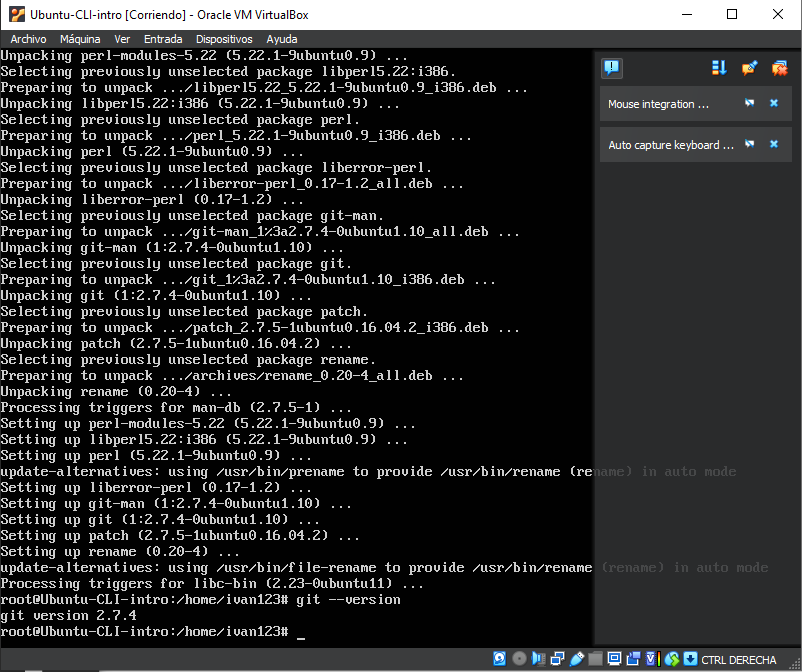 Ubuntu-CLI-intro [Corriendo] - Oracle VM VirtualBox
Archivo Máquina Ver Entrada Dispositivos Ayuda
Unpacking perl-modules-5.22 (5.22.1-9ubuntu0.9) ...
Selecting previously unselected package libperl5.22:i386.
Preparing to unpack .../libperl5.22_5.22.1-9ubuntu0.9_i386.deb ...
Unpacking libperl5.22:i386 (5.22.1-9ubuntu0.9) ...
Selecting previously unselected package perl.
Preparing to unpack .../perl_5.22.1-9ubuntu0.9_i386.deb ...
Unpacking perl (5.22.1-9ubuntu0.9) ...
Selecting previously unselected package liberror-perl.
Preparing to unpack .../liberror-perl_0.17-1.2_all.deb ...
Unpacking liberror-perl (0.17-1.2) ...
Selecting previously unselected package git-man.
Preparing to unpack .../git-man_1%3a2.7.4-0ubuntu1.10_all.deb ...
Unpacking git-man (1:2.7.4-0ubuntu1.10) ...
Selecting previously unselected package git.
Preparing to unpack .../git_1%3a2.7.4-0ubuntu1.10_i386.deb ...
Unpacking git (1:2.7.4-0ubuntu1.10) ...
Selecting previously unselected package patch.
Preparing to unpack .../patch_2.7.5-1ubuntu0.16.04.2_i386.deb ...
Unpacking patch (2.7.5-1ubuntu0.16.04.2) ...
Selecting previously unselected package rename.
Preparing to unpack .../archives/rename_0.20-4_all.deb ...
Unpacking rename (0.20-4) ...
Processing triggers for man-db (2.7.5-1) ...
Setting up perl-modules-5.22 (5.22.1-9ubuntu0.9) ...
Setting up libperl5.22:i386 (5.22.1-9ubuntu0.9) ...
Setting up perl (5.22.1-9ubuntu0.9) ...
update-alternatives: using /usr/bin/prename to provide /usr/bin/rename (rename) in auto mode
Setting up liberror-perl (0.17-1.2) ...
Setting up git-man (1:2.7.4-0ubuntu1.10) ...
Setting up git (1:2.7.4-0ubuntu1.10) ...
Setting up patch (2.7.5-1ubuntu0.16.04.2) ...
Setting up rename (0.20-4) ...
update-alternatives: using /usr/bin/file-rename to provide /usr/bin/rename (rename) in auto mode
Processing triggers for libc-bin (2.23-0ubuntu11) ...
root@Ubuntu-CLI-intro:/home/ivan123# git --version
git version 2.7.4
root@Ubuntu-CLI-intro:/home/ivan123# _
Mouse integration ...
Auto capture keyboard ...
CTRL DERECHA